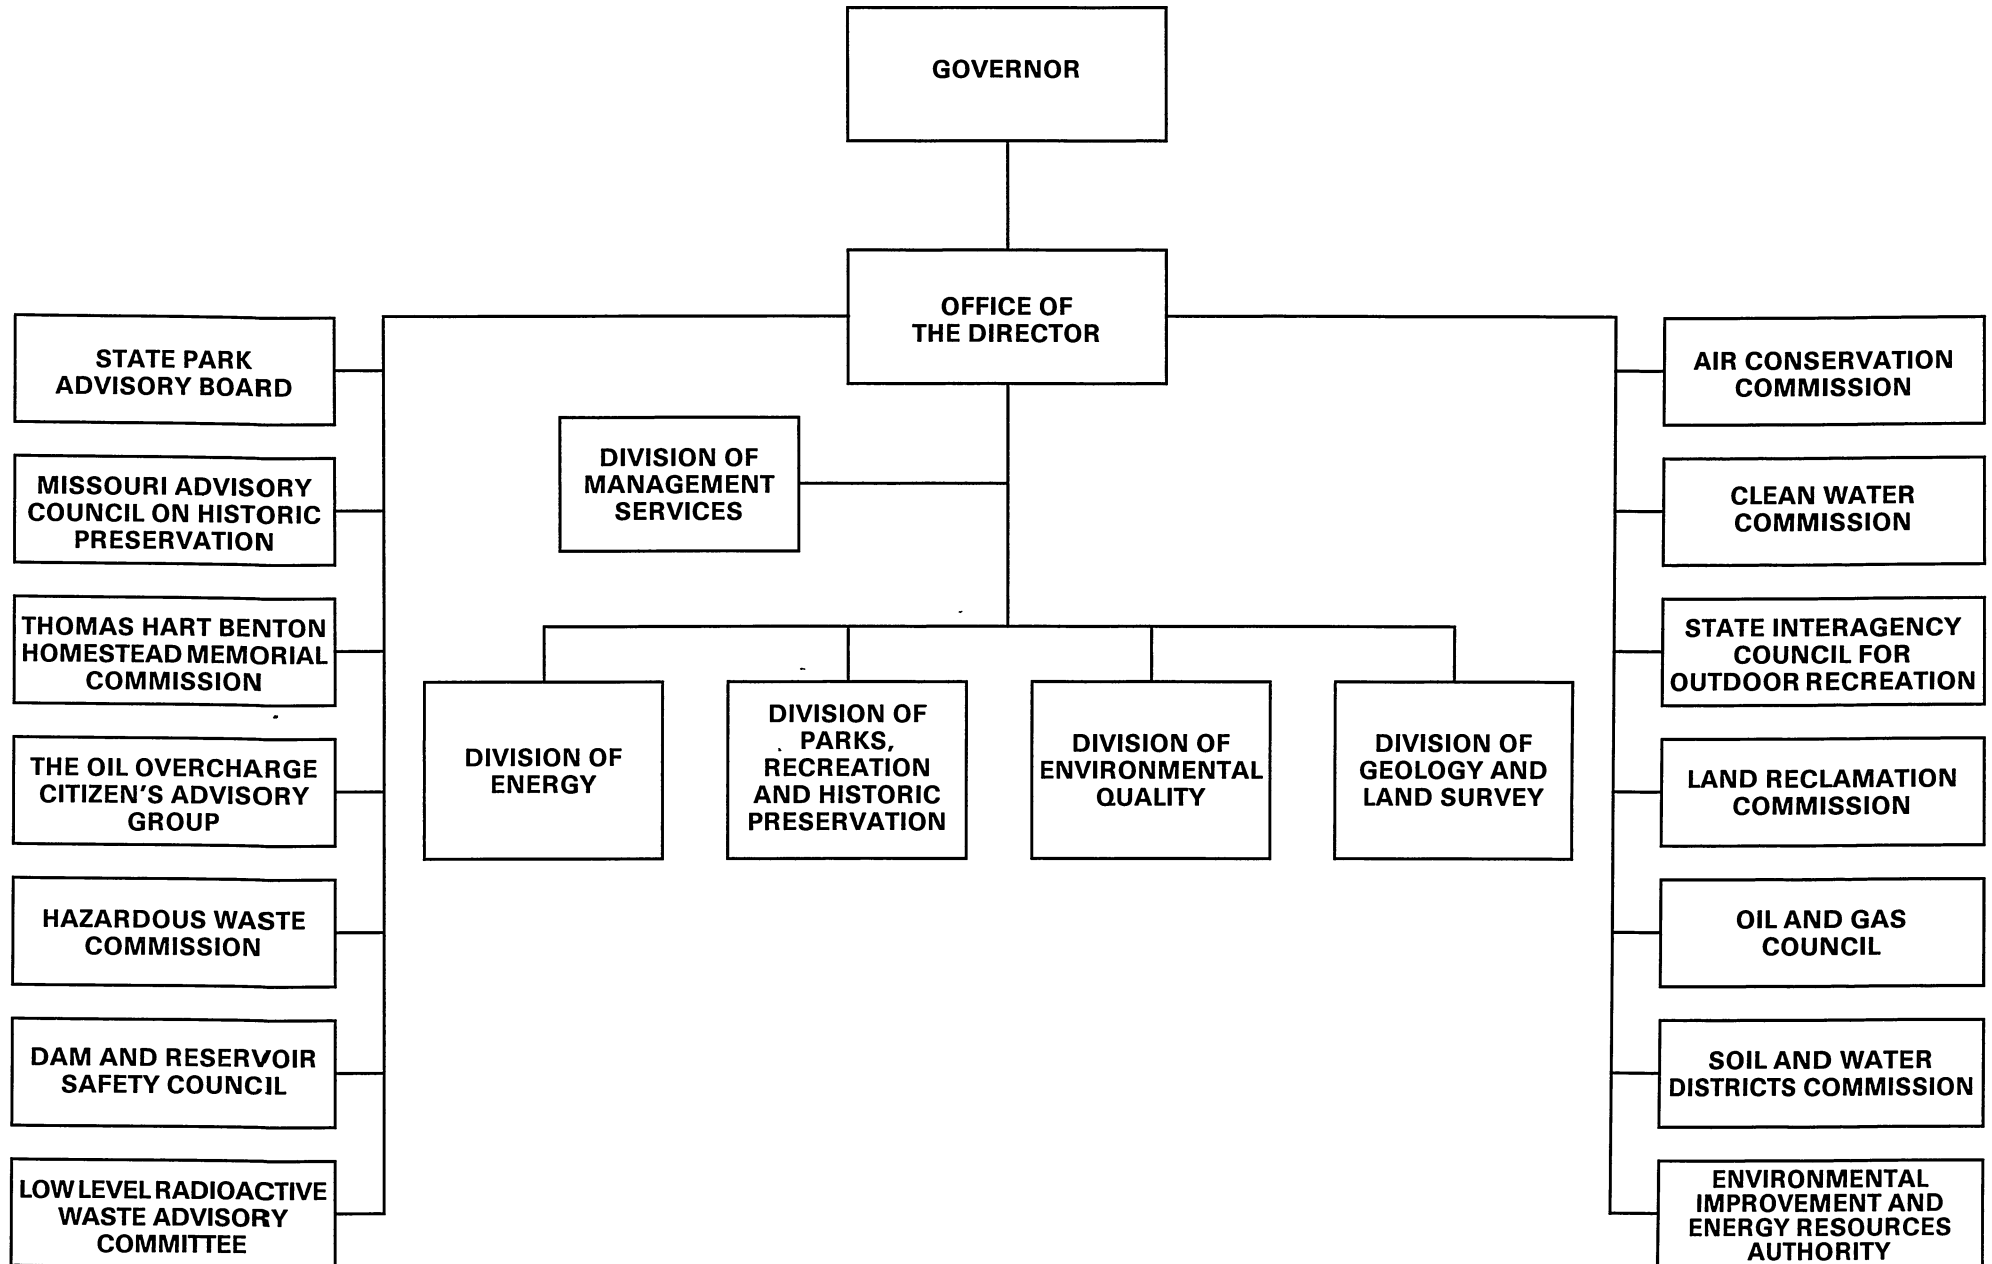 GOVERNOR
OFFICE OF
THE DIRECTOR
STATE PARK
ADVISORY BOARD
MISSOURI ADVISORY
COUNCIL ON HISTORIC
PRESERVATION
THOMAS HART BENTON
HOMESTEAD MEMORIAL
COMMISSION
THE OIL OVERCHARGE
CITIZEN'S ADVISORY
GROUP
HAZARDOUS WASTE
COMMISSION
DAM AND RESERVOIR
SAFETY COUNCIL
LOW LEVEL RADIOACTIVE
WASTE ADVISORY
COMMITTEE
DIVISION OF
MANAGEMENT
SERVICES
DIVISION OF
ENERGY
DIVISION OF
PARKS,
RECREATION
AND HISTORIC
PRESERVATION
DIVISION OF
ENVIRONMENTAL
QUALITY
DIVISION OF
GEOLOGY AND
LAND SURVEY
AIR CONSERVATION
COMMISSION
CLEAN WATER
COMMISSION
STATE INTERAGENCY
COUNCIL FOR
OUTDOOR RECREATION
LAND RECLAMATION
COMMISSION
OIL AND GAS
COUNCIL
SOIL AND WATER
DISTRICTS COMMISSION
ENVIRONMENTAL
IMPROVEMENT AND
ENERGY RESOURCES
AUTHORITY